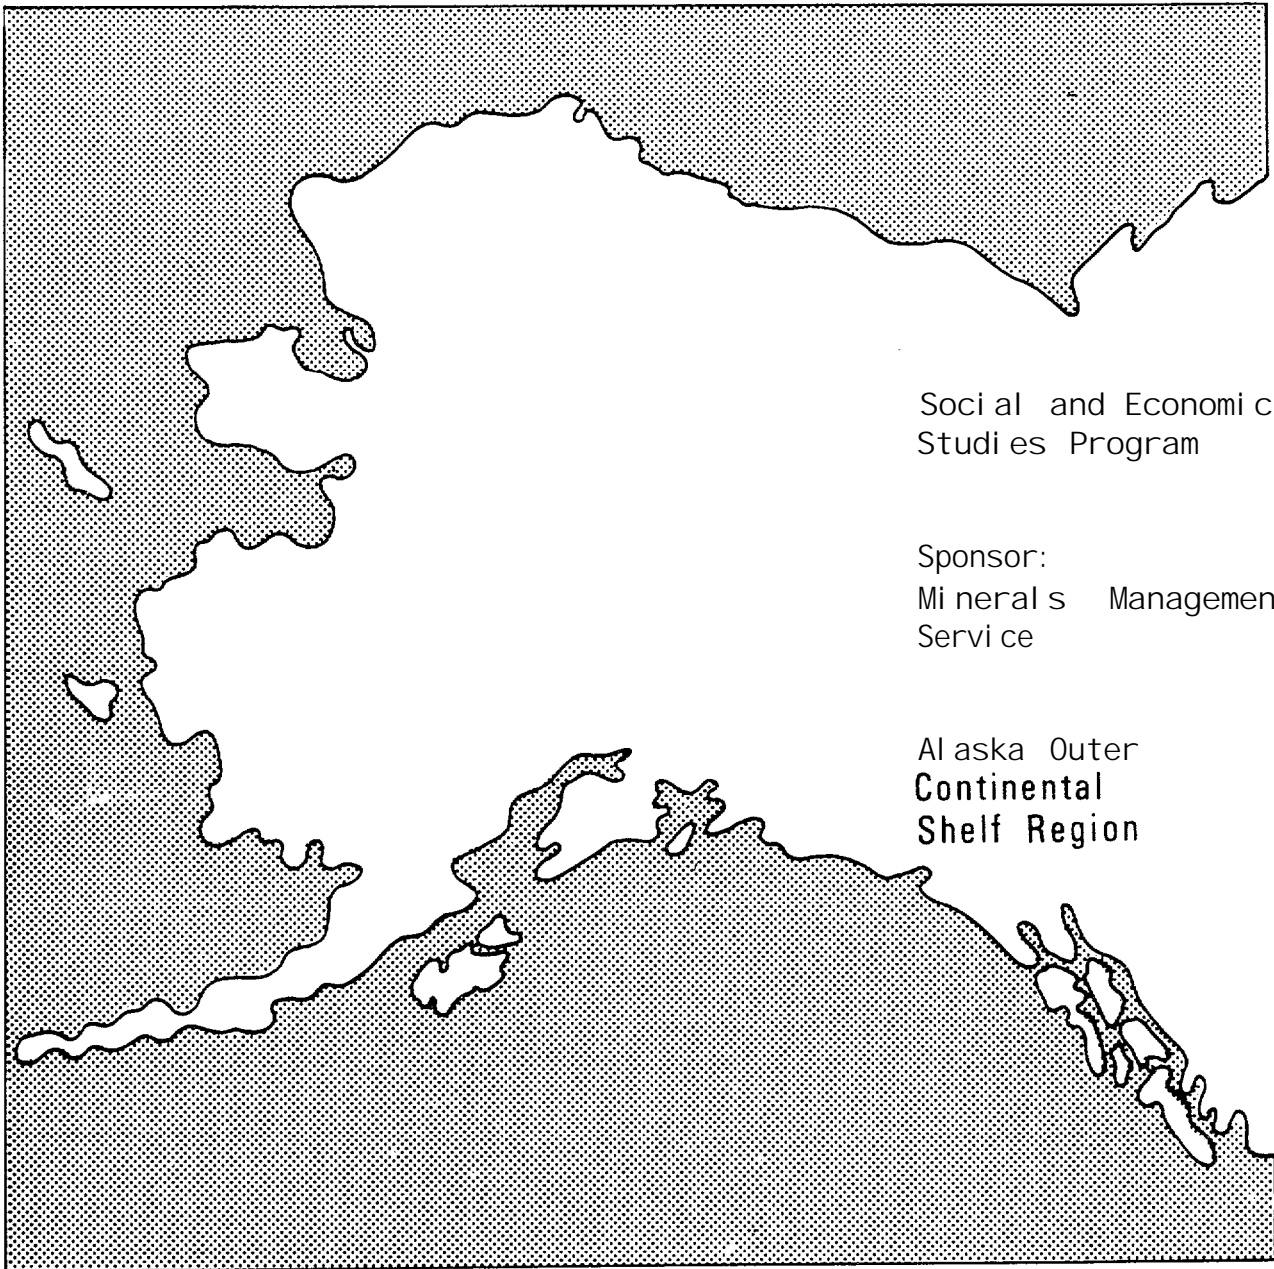 Social and Economic
Studies Program
Sponsor:
Minerals Managemen
Service
Alaska Outer
Continental
Shelf Region